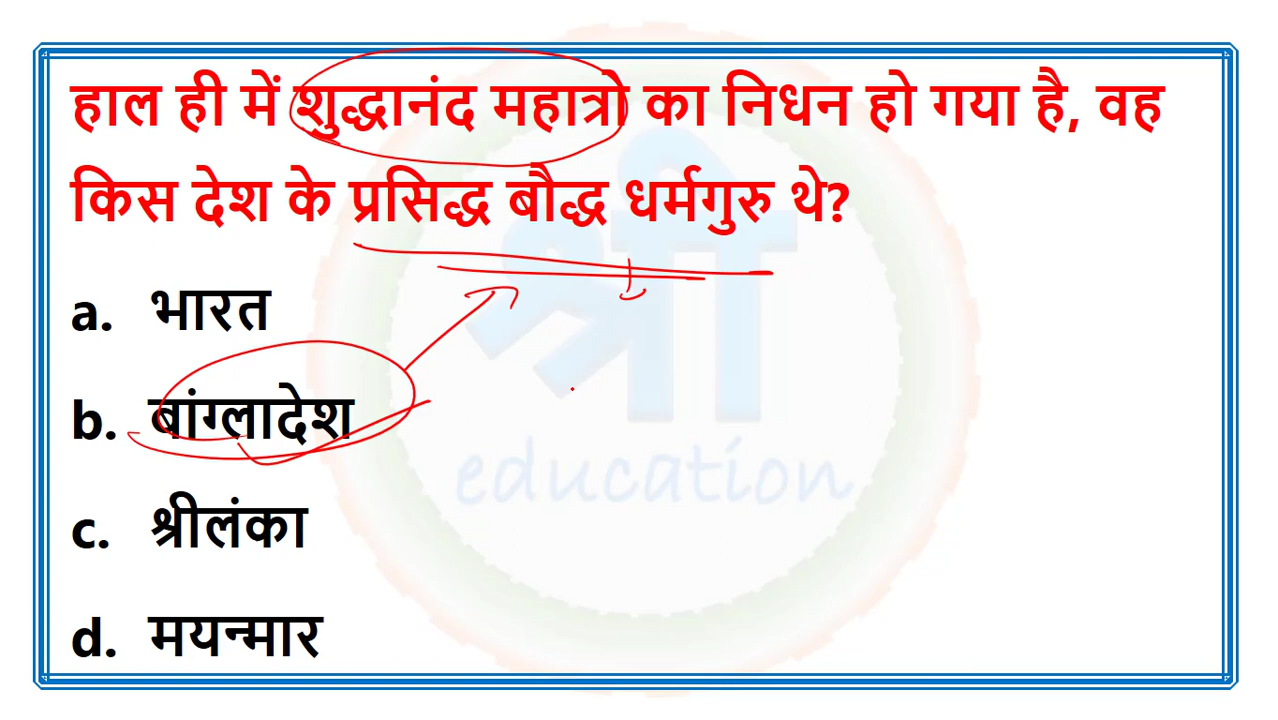 हाल ही में शुद्धानंद महात्रो का निधन हो गया है, वह
किस देश के प्रसिद्ध बौद्ध धर्मगुरु थे?
a. भारत
b. बांग्लादेश
श्री
education
c. श्रीलंका
d. मयन्मार